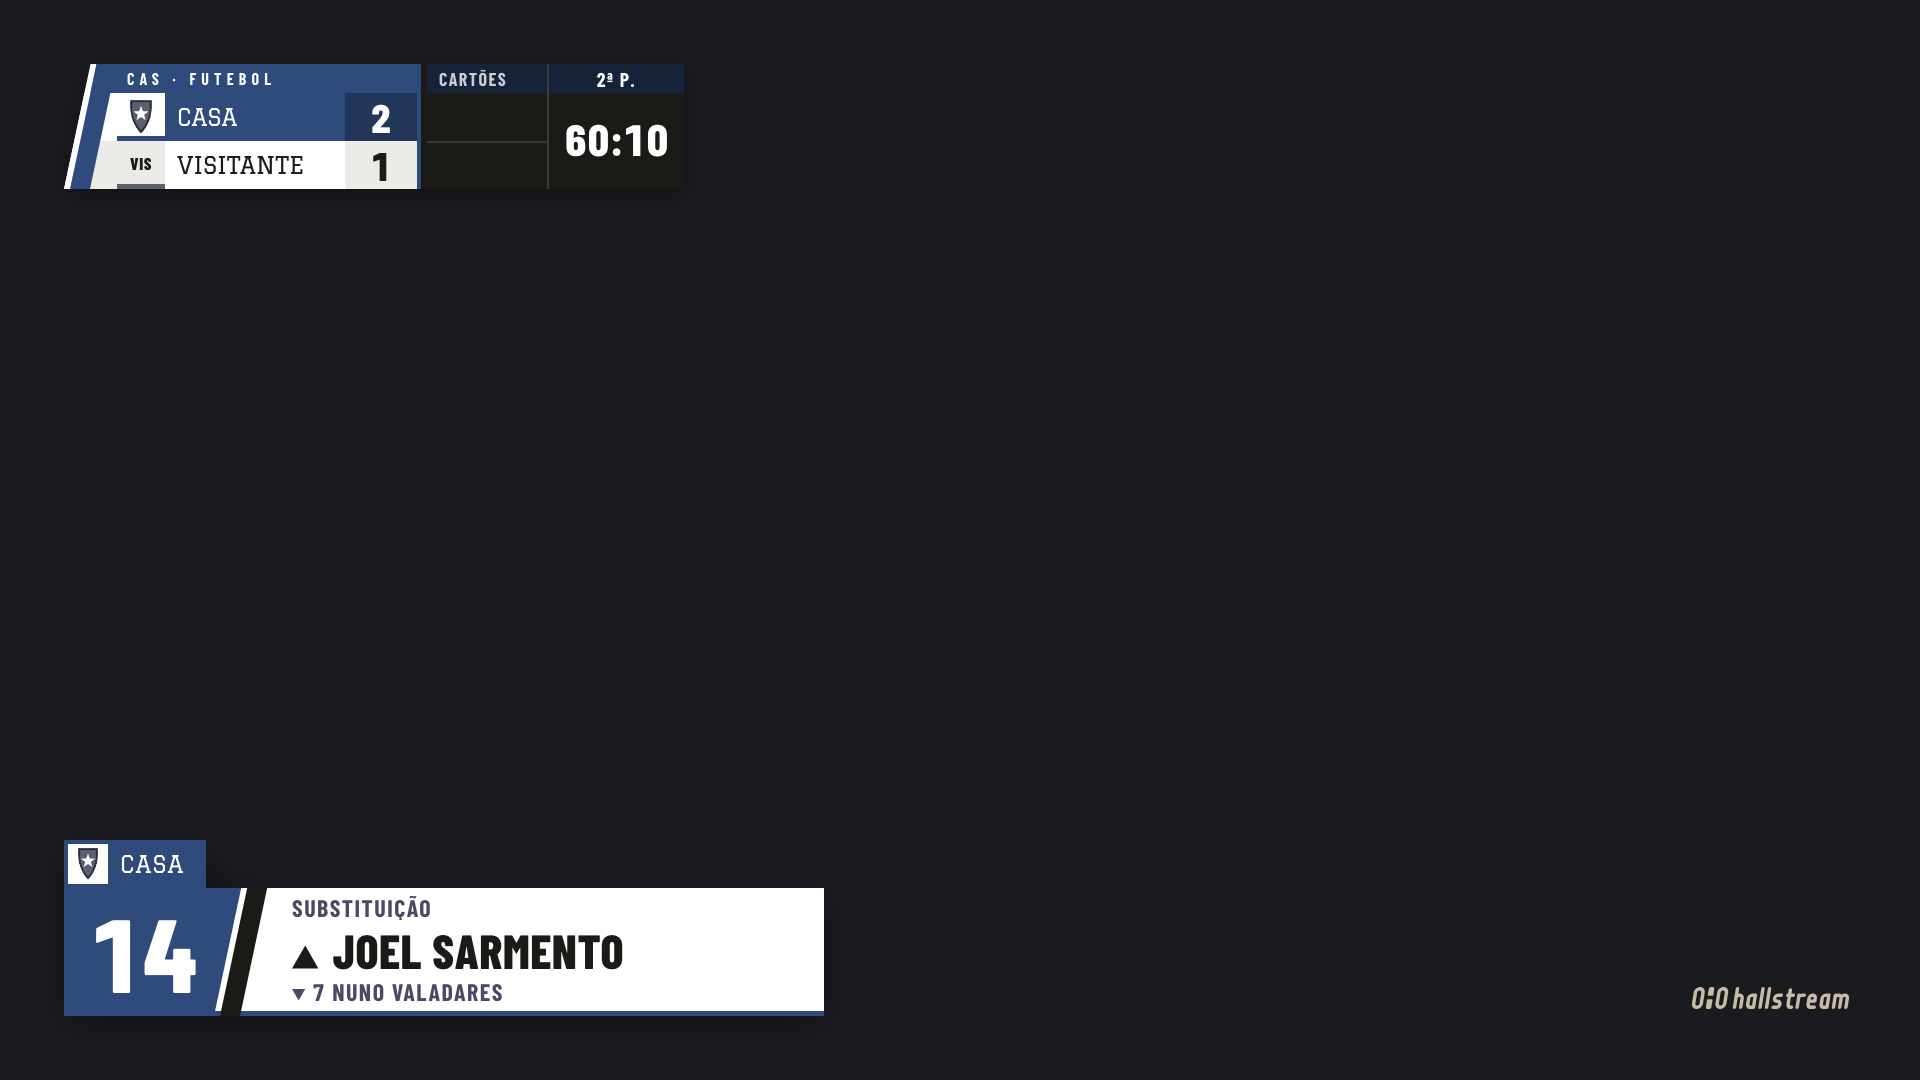 CAS · FUTEBOL
CARTÕES
2ª P.
CASA
2
60:10
VIS
VISITANTE
1
CASA
14
SUBSTITUIÇÃO
▲ JOEL SARMENTO
▼ 7 NUNO VALADARES
0:0 hallstream